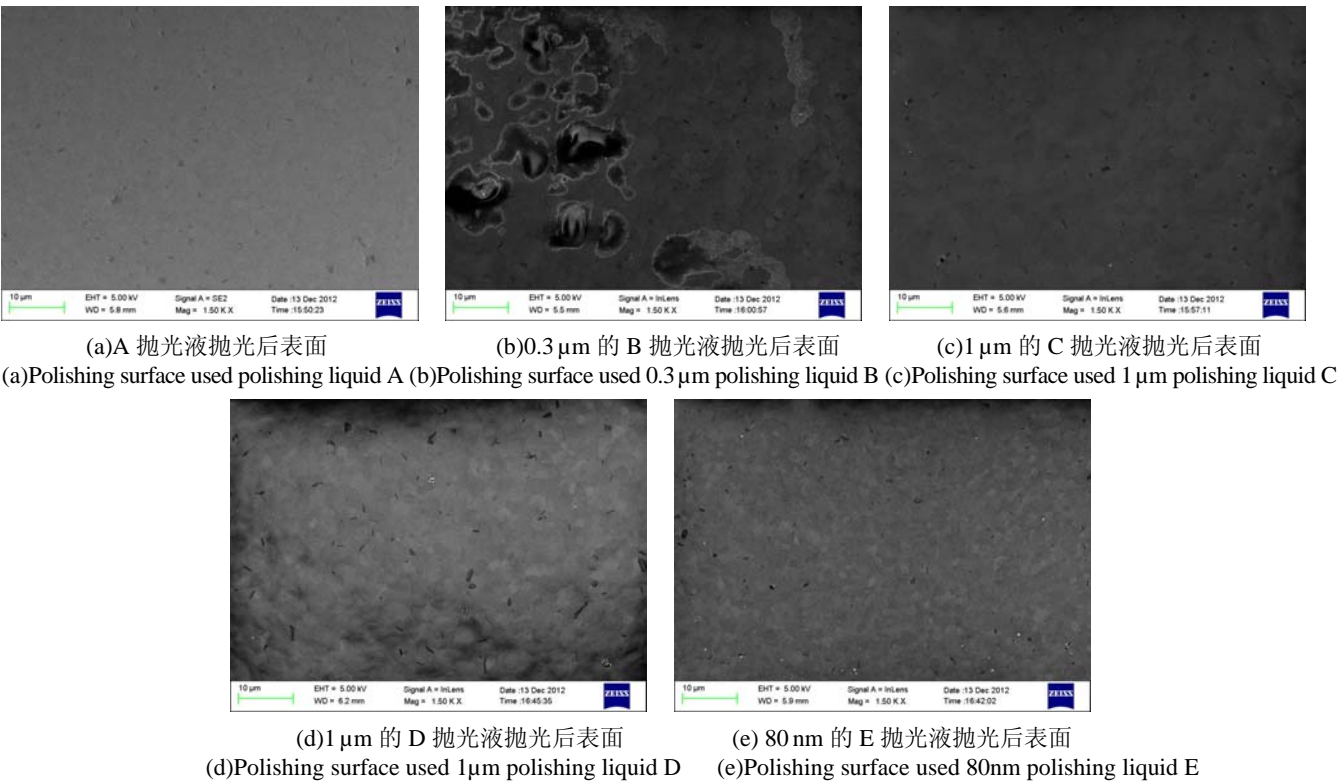 10 µm EHT = 5.00 kV Signal A = SE2 Date :13 Dec 2012 ZEISS
WD = 5.8 mm Mag = 1.50 K X Time :15:50:23
10 µm EHT = 5.00 kV Signal A = InLens Date :13 Dec 2012 ZEISS
WD = 5.5 mm Mag = 1.50 K X Time :16:00:57
10 µm EHT = 5.00 kV Signal A = InLens Date :13 Dec 2012 ZEISS
WD = 5.6 mm Mag = 1.50 K X Time :15:57:11
(a)A 抛光液抛光后表面
(b)0.3 µm 的 B 抛光液抛光后表面
(c)1 µm 的 C 抛光液抛光后表面
(a)Polishing surface used polishing liquid A (b)Polishing surface used 0.3 µm polishing liquid B (c)Polishing surface used 1 µm polishing liquid C
10 µm EHT = 5.00 kV Signal A = InLens Date :13 Dec 2012 ZEISS
WD = 6.2 mm Mag = 1.50 K X Time :16:45:35
10 µm EHT = 5.00 kV Signal A = InLens Date :13 Dec 2012 ZEISS
WD = 5.9 mm Mag = 1.50 K X Time :16:42:02
(d)1 µm 的 D 抛光液抛光后表面
(e) 80 nm 的 E 抛光液抛光后表面
(d)Polishing surface used 1µm polishing liquid D (e)Polishing surface used 80nm polishing liquid E